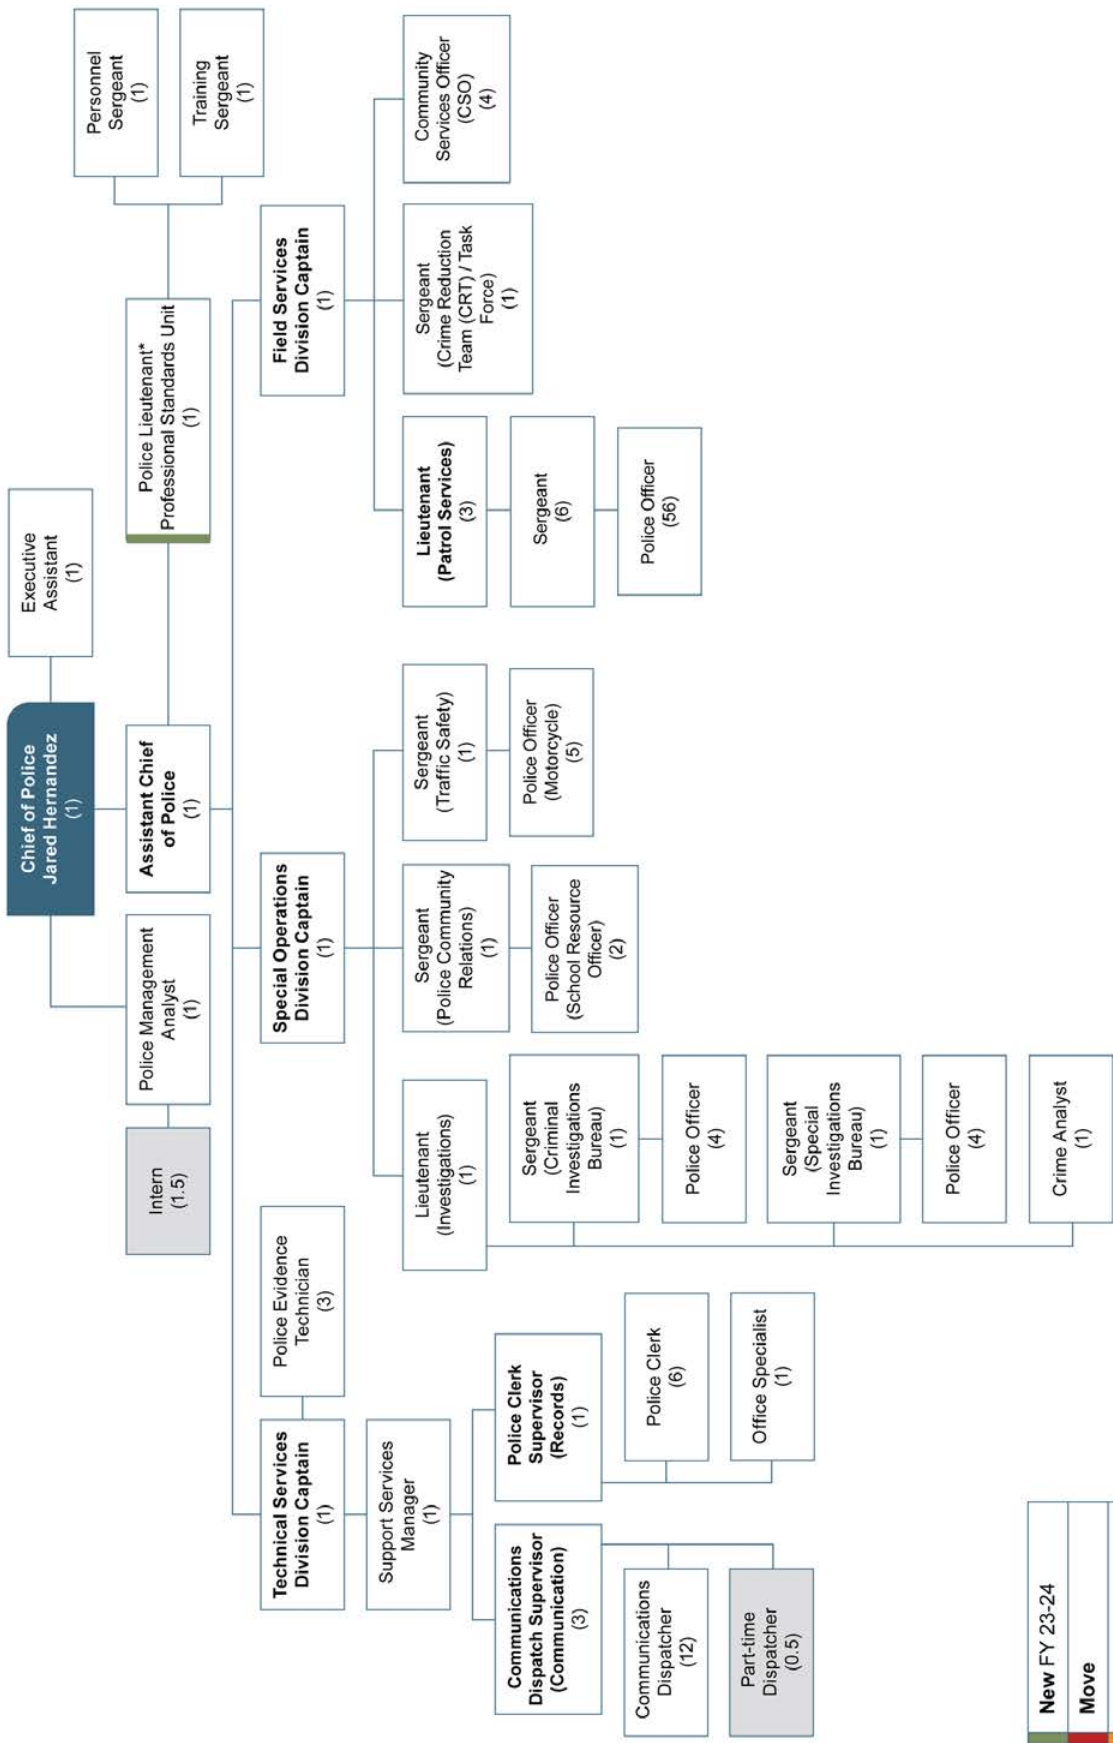 Chief of Police
Jared Hernandez
(1)
Executive
Assistant
(1)
Police Management
Analyst
(1)
Intern
(1.5)
Assistant Chief
of Police
(1)
Police Lieutenant*
Professional Standards Unit
(1)
Personnel
Sergeant
(1)
Training
Sergeant
(1)
Technical Services
Division Captain
(1)
Police Evidence
Technician
(3)
Support Services
Manager
(1)
Communications
Dispatch Supervisor
(Communication)
(3)
Communications
Dispatcher
(12)
Part-time
Dispatcher
(0.5)
Police Clerk
Supervisor
(Records)
(1)
Police Clerk
(6)
Office Specialist
(1)
Special Operations
Division Captain
(1)
Lieutenant
(Investigations)
(1)
Sergeant
(Criminal
Investigations
Bureau)
(1)
Police Officer
(4)
Sergeant
(Special
Investigations
Bureau)
(1)
Police Officer
(4)
Crime Analyst
(1)
Sergeant
(Police Community
Relations)
(1)
Police Officer
(School Resource
Officer)
(2)
Sergeant
(Traffic Safety)
(1)
Police Officer
(Motorcycle)
(5)
Field Services
Division Captain
(1)
Lieutenant
(Patrol Services)
(3)
Sergeant
(6)
Police Officer
(56)
Sergeant
(Crime Reduction
Team (CRT) / Task
Force)
(1)
Community
Services Officer
(CSO)
(4)
New FY 23-24
Move